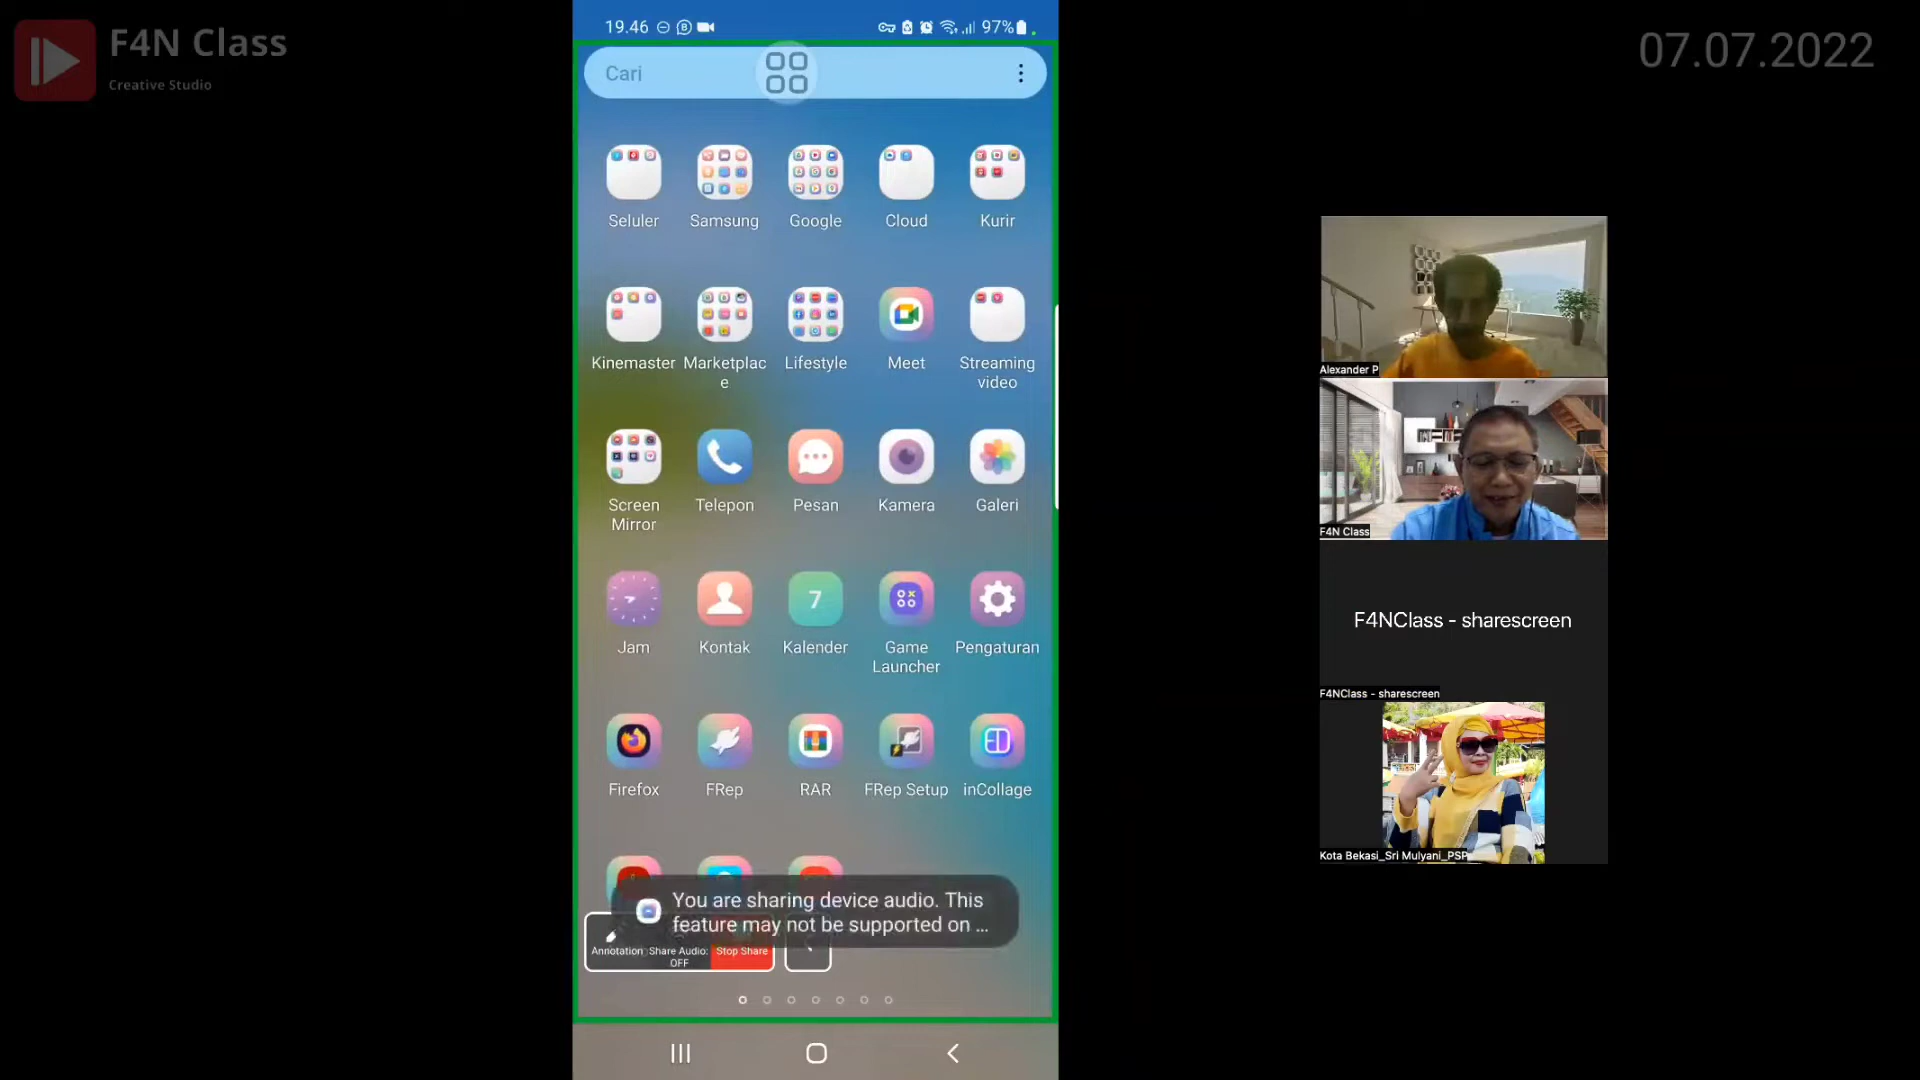 F4N Class
Creative Studio
07.07.2022
19.46
97%
Cari
Seluler
Samsung
Google
Cloud
Kurir
Kinemaster
Marketplac
e
Lifestyle
Meet
Streaming
video
Screen
Mirror
Telepon
Pesan
Kamera
Galeri
Jam
Kontak
7
Kalender
Game
Launcher
Pengaturan
Firefox
FRep
RAR
FRep Setup
inCollage
You are sharing device audio. This
feature may not be supported on ...
Annotation
Share Audio:
OFF
Stop Share
Alexander P
F4N Class
F4NClass - sharescreen
F4NClass - sharescreen
Kota Bekasi_Sri Mulyani_PSP